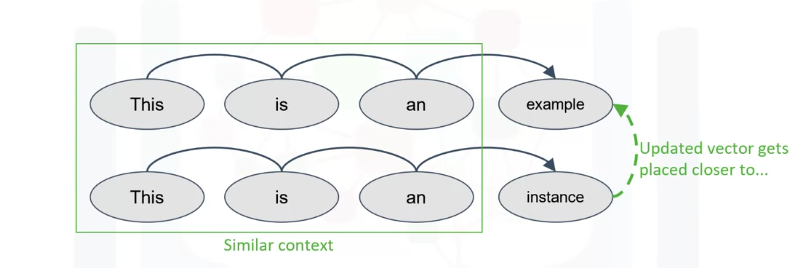 This is an example
Updated vector gets
placed closer to...
This is an instance
Similar context